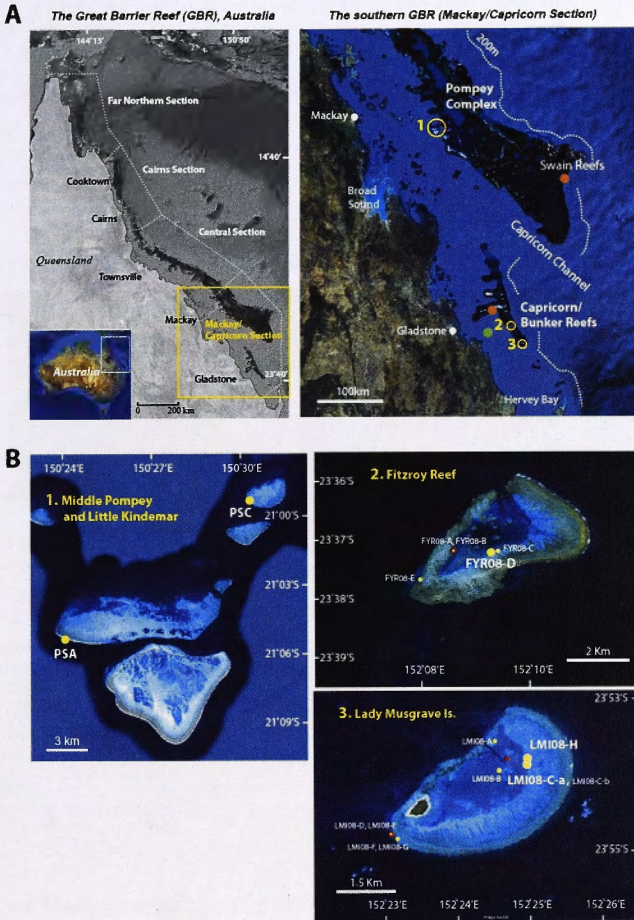 A
The Great Barrier Reef (GBR), Australia
The southern GBR (Mackay/Capricorn Section)
144˚15'
150˚50'
200m
Far Northern Section
Pompey
Complex
Mackay
1
14˚40'
Cairns Section
Swain Reefs
Cooktown
Broad
Sound
Cairns
Central Section
Capricorn Channel
Queensland
Townsville
Capricorn/
Bunker Reefs
Mackay
Mackay/
Capricorn Section
Gladstone
2
3
Australia
23˚40'
Gladstone
0
200 km
100km
Hervey Bay
B
150˚24'E
150˚27'E
150˚30'E
1. Middle Pompey
and Little Kindemar
PSC
21˚00'S
21˚03'S
PSA
21˚06'S
21˚09'S
3 km
23˚36'S
2. Fitzroy Reef
23˚37'S
FYR08-A, FYR08-B
FYR08-C
FYR08-D
FYR08-E
23˚38'S
23˚39'S
152˚08'E
152˚10'E
2 Km
23˚53'S
3. Lady Musgrave Is.
LMI08-A
LMI08-H
LMI08-B
LMI08-C-a, LMI08-C-b
LMI08-D, LMI08-E
LMI08-F, LMI08-G
23˚55'S
1.5 Km
152˚23'E
152˚24'E
152˚25'E
152˚26'E